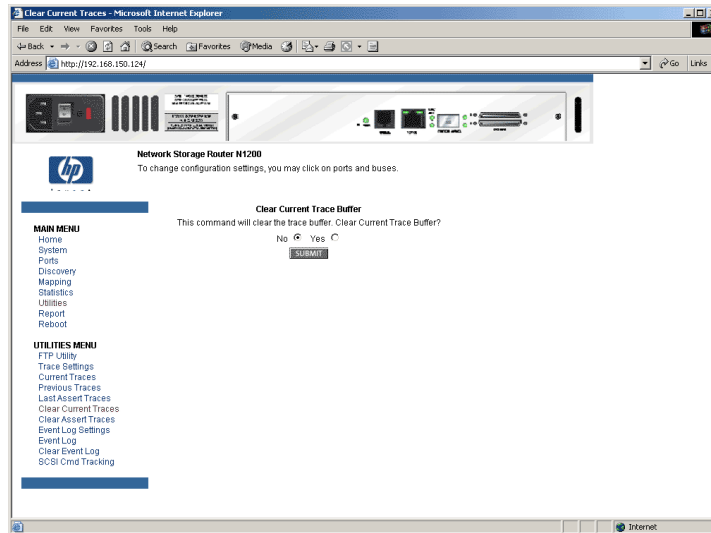 Clear Current Traces - Microsoft Internet Explorer
File Edit View Favorites Tools Help
Back Search Favorites Media
Address http://192.168.150.124/ Go Links
hp
Network Storage Router N1200
To change configuration settings, you may click on ports and buses.
Clear Current Trace Buffer
This command will clear the trace buffer. Clear Current Trace Buffer?
No Yes
SUBMIT
MAIN MENU
Home
System
Ports
Discovery
Mapping
Statistics
Utilities
Report
Reboot
UTILITIES MENU
FTP Utility
Trace Settings
Current Traces
Previous Traces
Last Assert Traces
Clear Current Traces
Clear Assert Traces
Event Log Settings
Event Log
Clear Event Log
SCSI Cmd Tracking
Internet